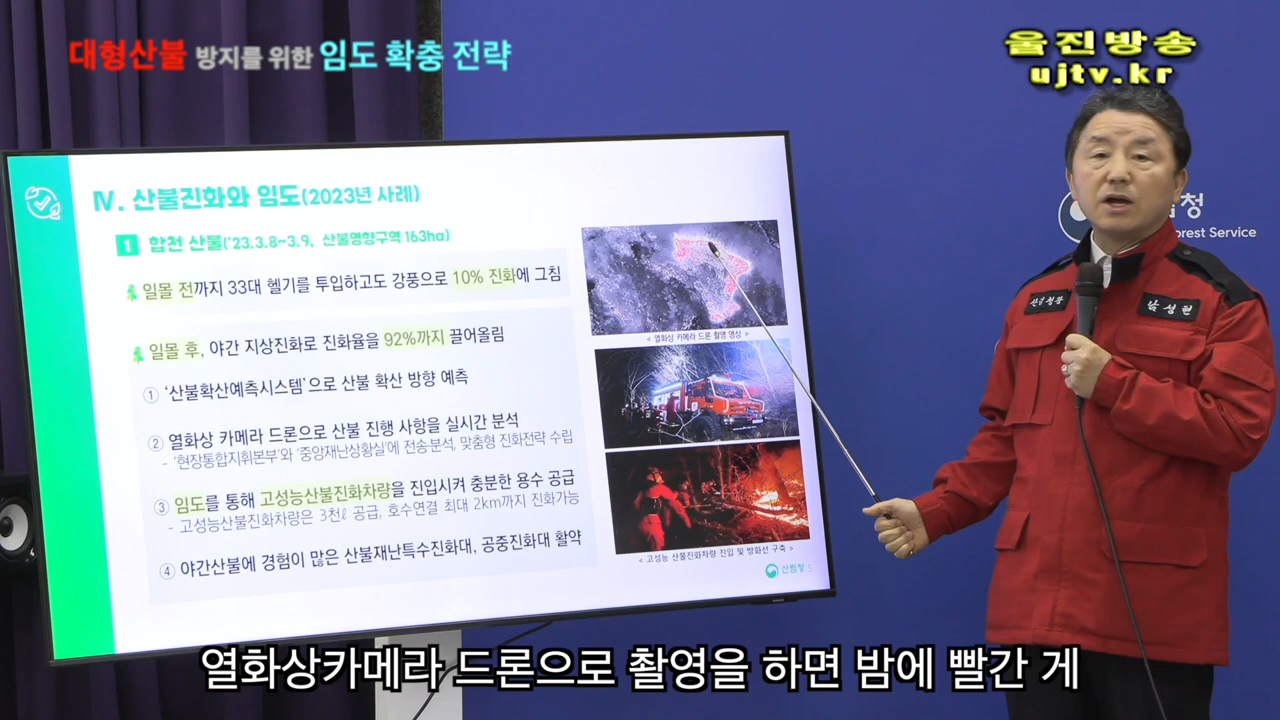 대형산불 방지를 위한 임도 확충 전략
울진방송
ujtv.kr
Ⅳ. 산불진화와 임도(2023년 사례)
1 합천 산불('23.3.8~3.9, 산불영향구역 163ha)
일몰 전까지 33대 헬기를 투입하고도 강풍으로 10% 진화에 그침
일몰 후, 야간 지상진화로 진화율을 92%까지 끌어올림
① '산불확산예측시스템'으로 산불 확산 방향 예측
② 열화상 카메라 드론으로 산불 진행 사항을 실시간 분석
- '현장통합지휘본부'와 '중앙재난상황실'에 전송분석, 맞춤형 진화전략 수립
③ 임도를 통해 고성능산불진화차량을 진입시켜 충분한 용수 공급
- 고성능산불진화차량은 3천ℓ 공급, 호수연결 최대 2km까지 진화가능
④ 야간산불에 경험이 많은 산불재난특수진화대, 공중진화대 활약
< 열화상 카메라 드론 촬영 영상 >
< 고성능 산불진화차량 진입 및 방화선 구축 >
산림청 5
청
orest Service
산림청장
남성현
열화상카메라 드론으로 촬영을 하면 밤에 빨간 게